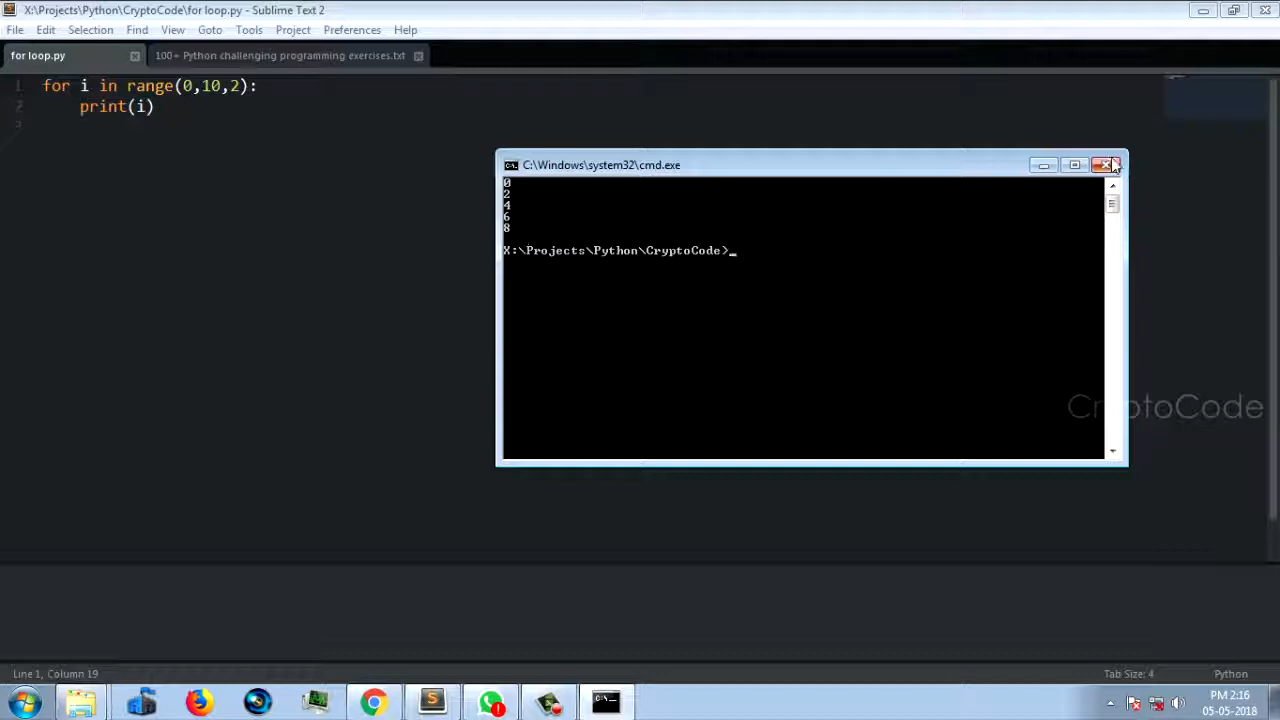 X:\Projects\Python\CryptoCode\for loop.py - Sublime Text 2
File Edit Selection Find View Goto Tools Project Preferences Help
for loop.py 100+ Python challenging programming exercises.txt
1 for i in range(0,10,2):
2 print(i)
3
C:\Windows\system32\cmd.exe
0
2
4
6
8
X:\Projects\Python\CryptoCode>_
CryptoCode
Line 1, Column 19 Tab Size: 4 Python
PM 2:16
05-05-2018